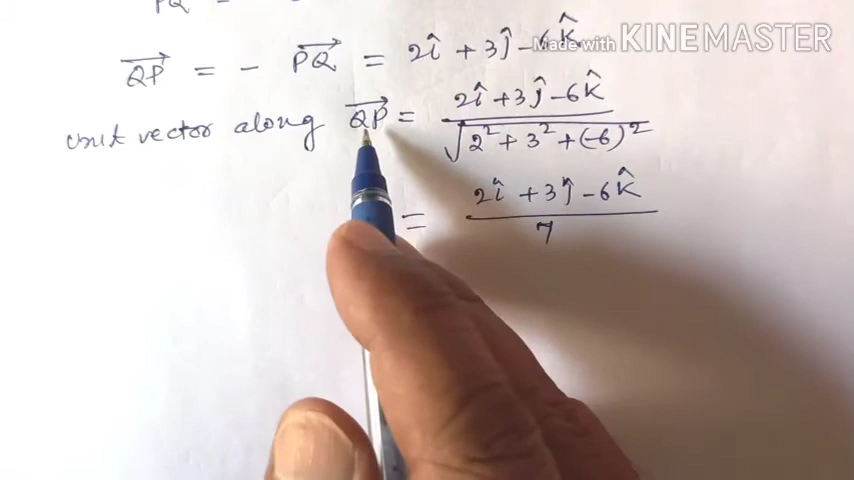 PQ =
Made with KINEMASTER
→QP = - →PQ = 2î + 3ĵ - 6k̂
unit vector along →QP = (2î + 3ĵ - 6k̂) / √(2² + 3² + (-6)²)
= (2î + 3ĵ - 6k̂) / 7